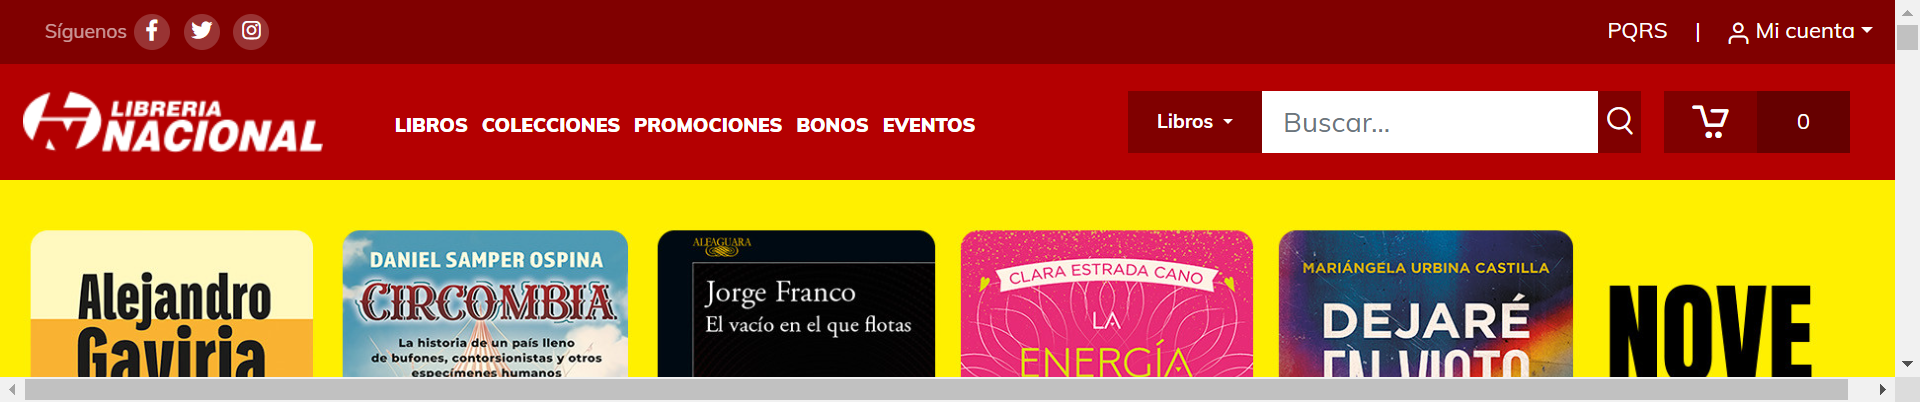 Síguenos
PQRS | Mi cuenta
LIBRERIA
NACIONAL
LIBROS COLECCIONES PROMOCIONES BONOS EVENTOS
Libros
Buscar...
0
Alejandro
Gaviria
DANIEL SAMPER OSPINA
CIRCOMBIA
La historia de un país lleno
de bufones, contorsionistas y otros
especímenes humanos
ALFAGUARA
Jorge Franco
El vacío en el que flotas
CLARA ESTRADA CANO
LA
ENERGÍA
MARIÁNGELA URBINA CASTILLA
DEJARÉ
EN VISTO
NOVE